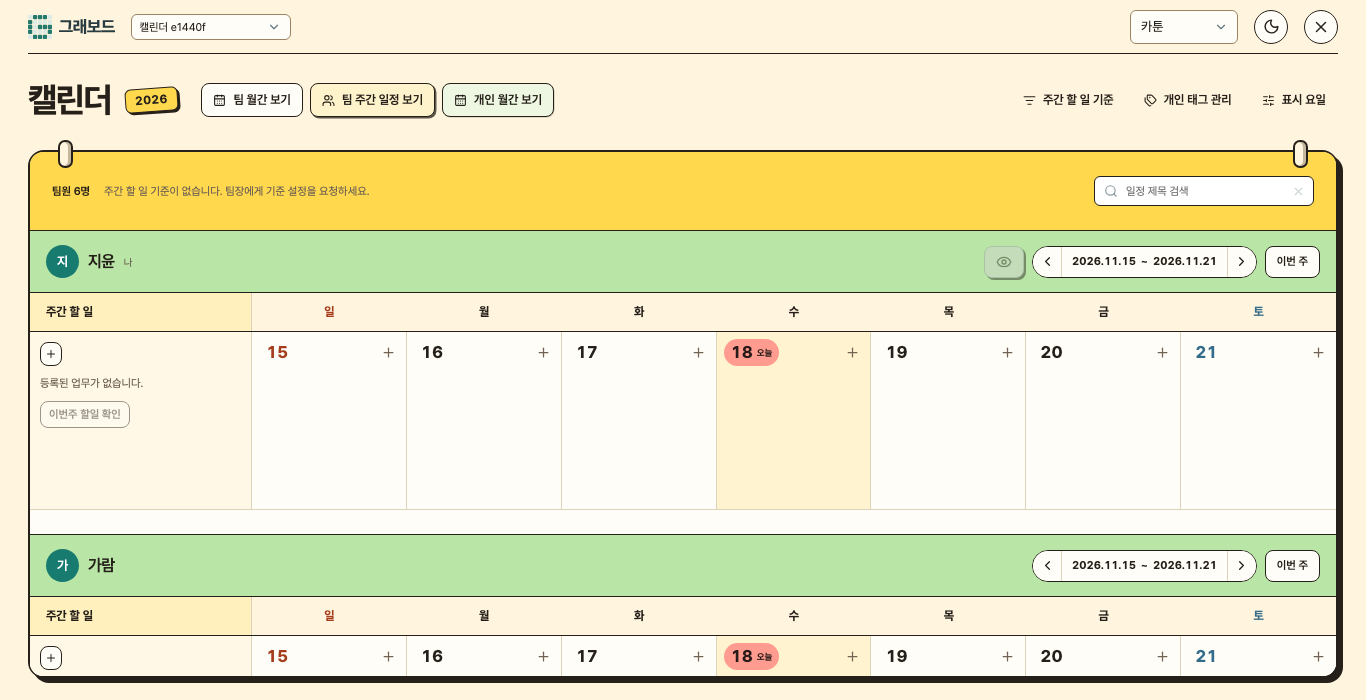 그래보드
캘린더 e1440f
카툰
캘린더
2026
팀 월간 보기
팀 주간 일정 보기
개인 월간 보기
주간 할 일 기준
개인 태그 관리
표시 요일
팀원 6명
주간 할 일 기준이 없습니다. 팀장에게 기준 설정을 요청하세요.
일정 제목 검색
지
지윤
나
2026.11.15 ~ 2026.11.21
이번 주
주간 할 일
일
월
화
수
목
금
토
15
16
17
18 오늘
19
20
21
등록된 업무가 없습니다.
이번주 할일 확인
가
가람
2026.11.15 ~ 2026.11.21
이번 주
주간 할 일
일
월
화
수
목
금
토
15
16
17
18 오늘
19
20
21